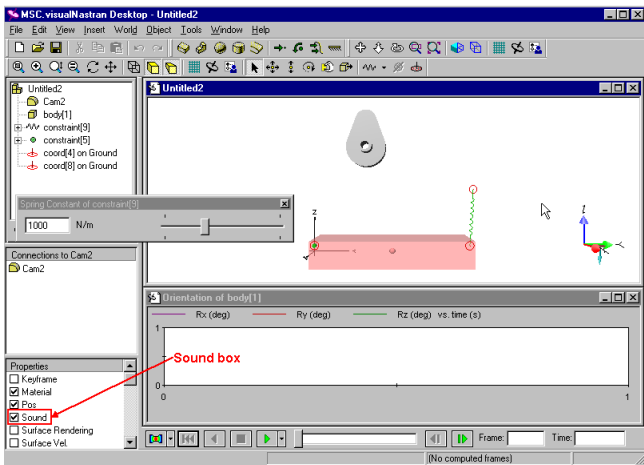 MSC.visualNastran Desktop - Untitled2
File Edit View Insert World Object Tools Window Help
Untitled2
Cam2
body[1]
constraint[9]
constraint[5]
coord[4] on Ground
coord[8] on Ground
Spring Constant of constraint[9]
1000 N/m
Connections to Cam2
Cam2
Properties
Keyframe
Material
Pos
Sound
Surface Rendering
Surface Vel.
Untitled2
z
Orientation of body[1]
Rx (deg) Ry (deg) Rz (deg) vs. time (s)
1
0
0
1
Sound box
Frame: Time:
(No computed frames)